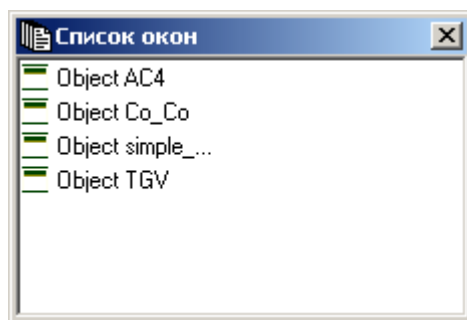 Список окон
Object AC4
Object Co_Co
Object simple_...
Object TGV